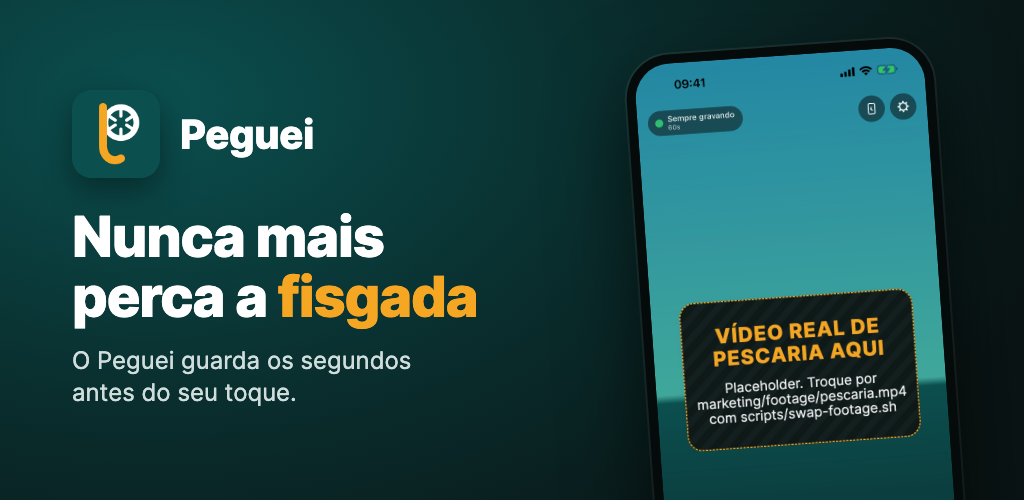 Peguei
Nunca mais
perca a fisgada
O Peguei guarda os segundos
antes do seu toque.
09:41
Sempre gravando
60s
VÍDEO REAL DE
PESCARIA AQUI
Placeholder. Troque por
marketing/footage/pescaria.mp4
com scripts/swap-footage.sh